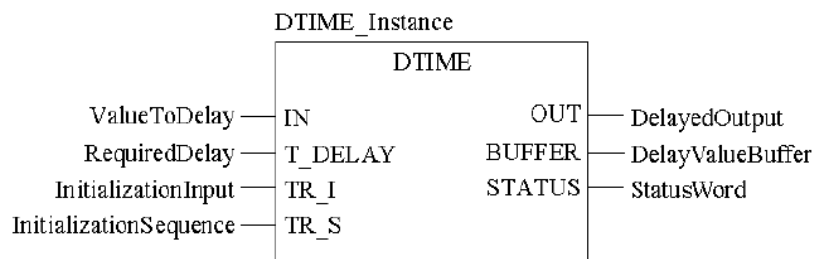 DTIME_Instance
DTIME
ValueToDelay IN OUT DelayedOutput
RequiredDelay T_DELAY BUFFER DelayValueBuffer
InitializationInput TR_I STATUS StatusWord
InitializationSequence TR_S